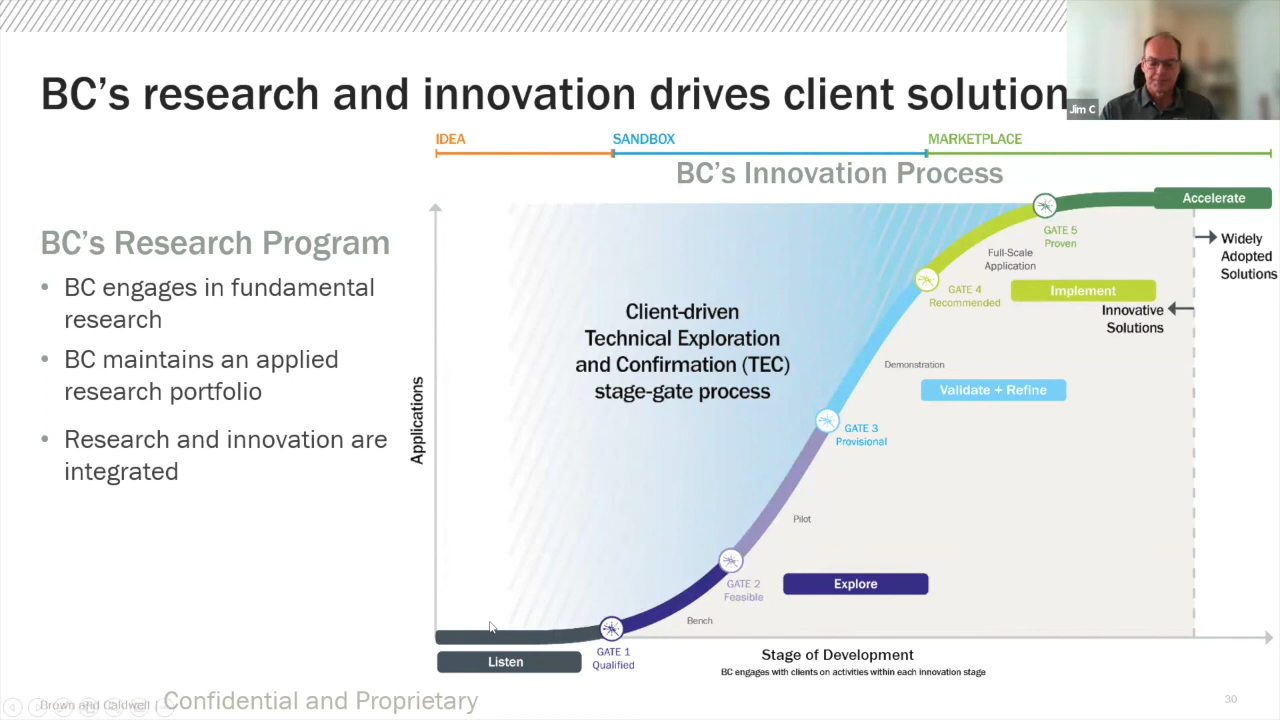 BC's research and innovation drives client solution
Jim C
IDEA
SANDBOX
MARKETPLACE
BC's Innovation Process
BC's Research Program
• BC engages in fundamental
research
• BC maintains an applied
research portfolio
• Research and innovation are
integrated
Applications
Client-driven
Technical Exploration
and Confirmation (TEC)
stage-gate process
Accelerate
Widely
Adopted
Solutions
GATE 5
Proven
Full-Scale
Application
GATE 4
Recommended
Implement
Innovative
Solutions
Demonstration
Validate + Refine
GATE 3
Provisional
Pilot
GATE 2
Feasible
Explore
Bench
GATE 1
Qualified
Listen
Stage of Development
BC engages with clients on activities within each innovation stage
Brown and Caldwell | Confidential and Proprietary
30